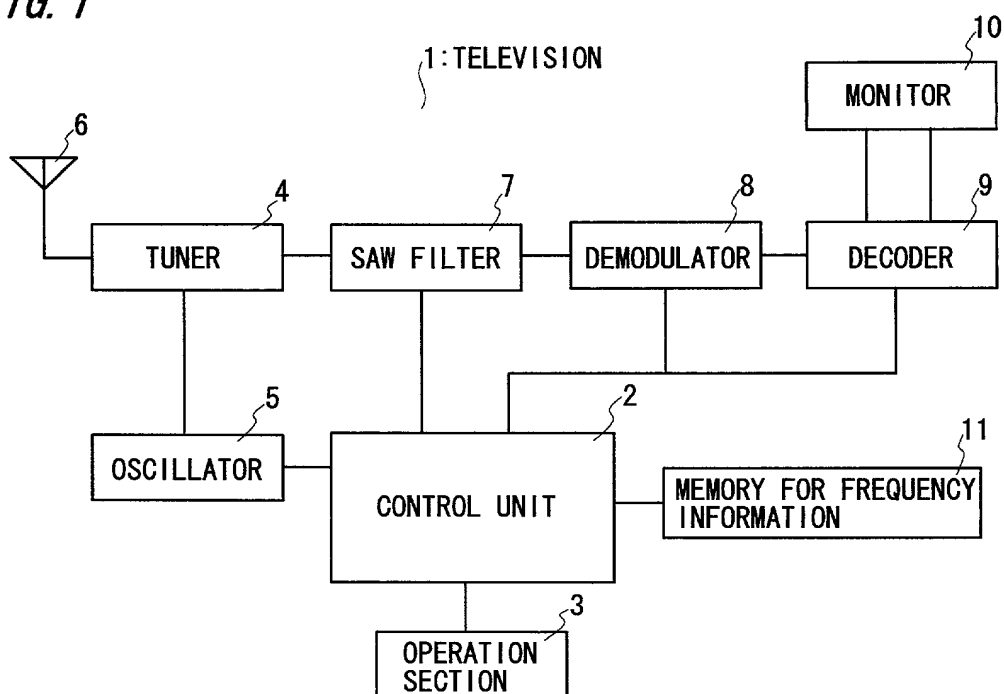 FIG. 1
1:TELEVISION
10
MONITOR
6
4
TUNER
7
SAW FILTER
8
DEMODULATOR
9
DECODER
5
OSCILLATOR
2
CONTROL UNIT
11
MEMORY FOR FREQUENCY
INFORMATION
3
OPERATION
SECTION